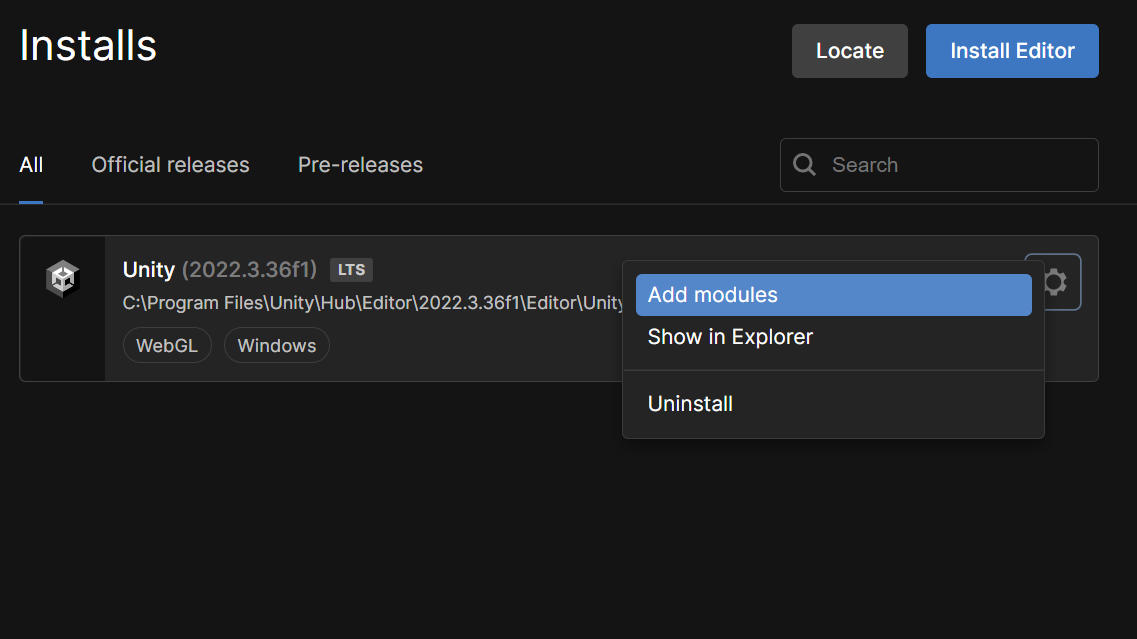 Installs
Locate
Install Editor
All
Official releases
Pre-releases
Search
Unity (2022.3.36f1) LTS
C:\Program Files\Unity\Hub\Editor\2022.3.36f1\Editor\Unity
WebGL
Windows
Add modules
Show in Explorer
Uninstall